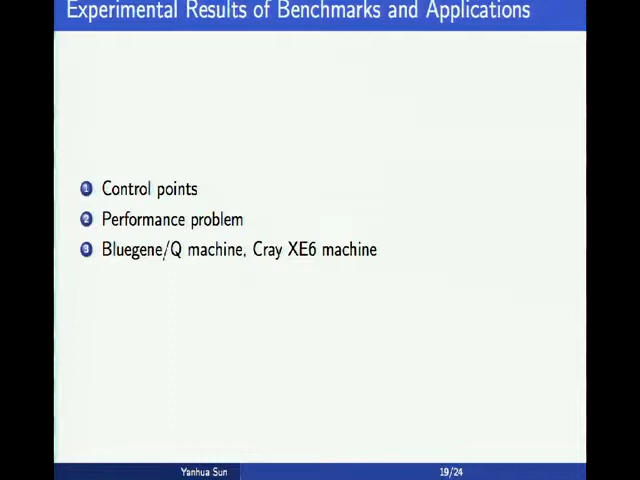 Experimental Results of Benchmarks and Applications
1 Control points
2 Performance problem
3 Bluegene/Q machine, Cray XE6 machine
Yanhua Sun
19/24